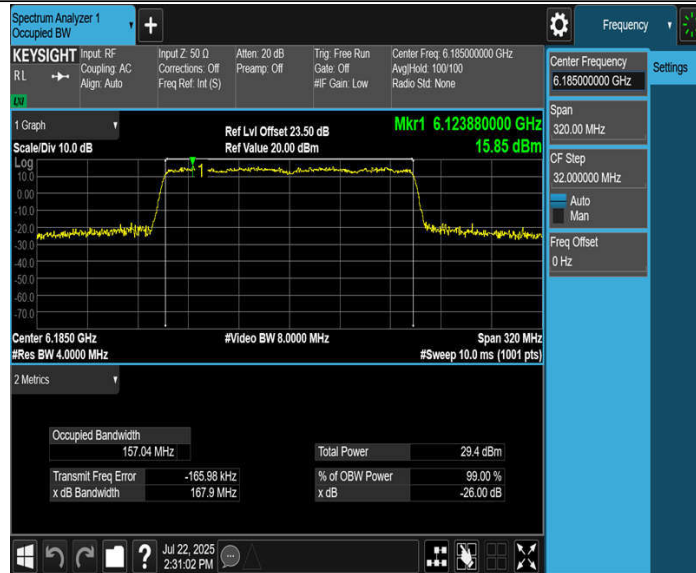 Spectrum Analyzer 1
Occupied BW
Frequency
KEYSIGHT
RL
LXI
Input: RF
Coupling: AC
Align: Auto
Input Z: 50 Ω
Corrections: Off
Freq Ref: Int (S)
Atten: 20 dB
Preamp: Off
Trig: Free Run
Gate: Off
#IF Gain: Low
Center Freq: 6.185000000 GHz
Avg|Hold: 100/100
Radio Std: None
Center Frequency
6.185000000 GHz
Settings
Span
320.00 MHz
CF Step
32.000000 MHz
Auto
Man
Freq Offset
0 Hz
1 Graph
Scale/Div 10.0 dB
Ref Lvl Offset 23.50 dB
Ref Value 20.00 dBm
Mkr1 6.123880000 GHz
15.85 dBm
Log
10.0
0.00
-10.0
-20.0
-30.0
-40.0
-50.0
-60.0
-70.0
1
Center 6.1850 GHz
#Res BW 4.0000 MHz
#Video BW 8.0000 MHz
Span 320 MHz
#Sweep 10.0 ms (1001 pts)
2 Metrics
Occupied Bandwidth
157.04 MHz
Total Power 29.4 dBm
Transmit Freq Error -165.98 kHz
% of OBW Power 99.00 %
x dB Bandwidth 167.9 MHz
x dB -26.00 dB
?
Jul 22, 2025
2:31:02 PM